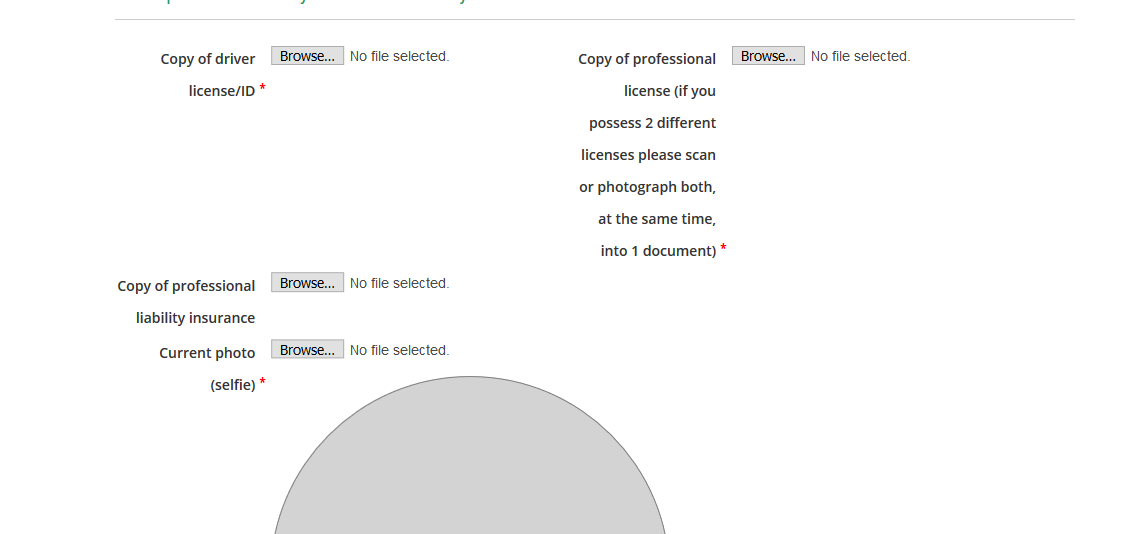 Copy of driver
license/ID *
Browse... No file selected.
Copy of professional
license (if you
possess 2 different
licenses please scan
or photograph both,
at the same time,
into 1 document) *
Browse... No file selected.
Copy of professional
liability insurance
Browse... No file selected.
Current photo
(selfie) *
Browse... No file selected.